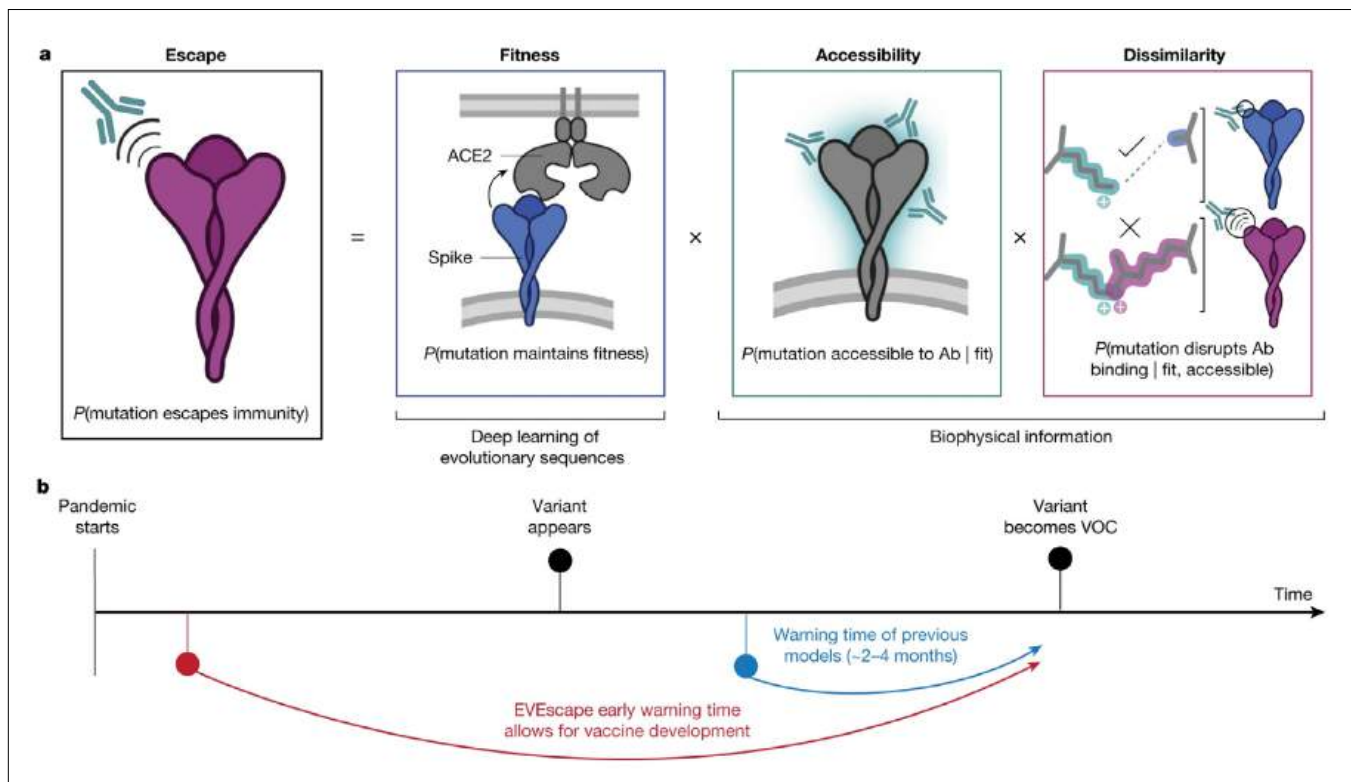 a
Escape
Fitness
Accessibility
Dissimilarity
ACE2
Spike
=
×
×
+
+
+
P(mutation escapes immunity)
P(mutation maintains fitness)
P(mutation accessible to Ab | fit)
P(mutation disrupts Ab
binding | fit, accessible)
Deep learning of
evolutionary sequences
Biophysical information
b
Pandemic
starts
Variant
appears
Variant
becomes VOC
Time
Warning time of previous
models (~2–4 months)
EVEscape early warning time
allows for vaccine development